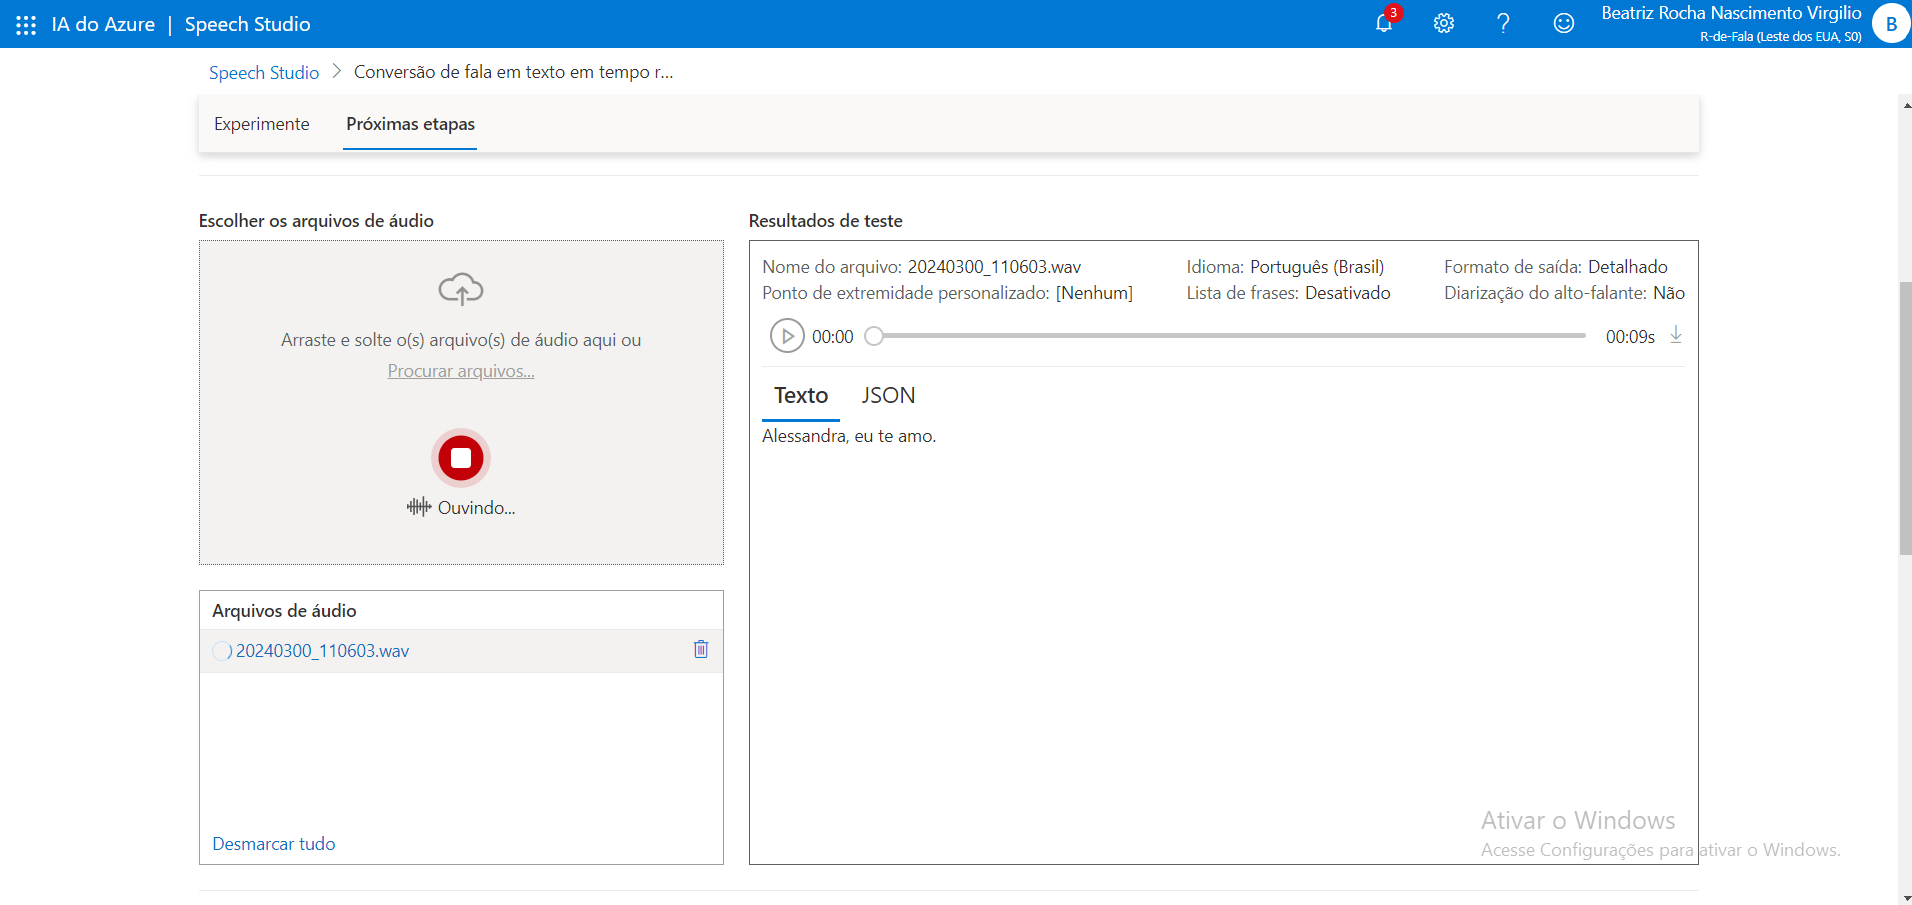 IA do Azure | Speech Studio
3
Beatriz Rocha Nascimento Virgilio
R-de-Fala (Leste dos EUA, S0)
B
Speech Studio > Conversão de fala em texto em tempo r...
Experimente Próximas etapas
Escolher os arquivos de áudio
Arraste e solte o(s) arquivo(s) de áudio aqui ou
Procurar arquivos...
Ouvindo...
Arquivos de áudio
20240300_110603.wav
Desmarcar tudo
Resultados de teste
Nome do arquivo: 20240300_110603.wav Idioma: Português (Brasil) Formato de saída: Detalhado
Ponto de extremidade personalizado: [Nenhum] Lista de frases: Desativado Diarização do alto-falante: Não
00:00 00:09s
Texto JSON
Alessandra, eu te amo.
Ativar o Windows
Acesse Configurações para ativar o Windows.